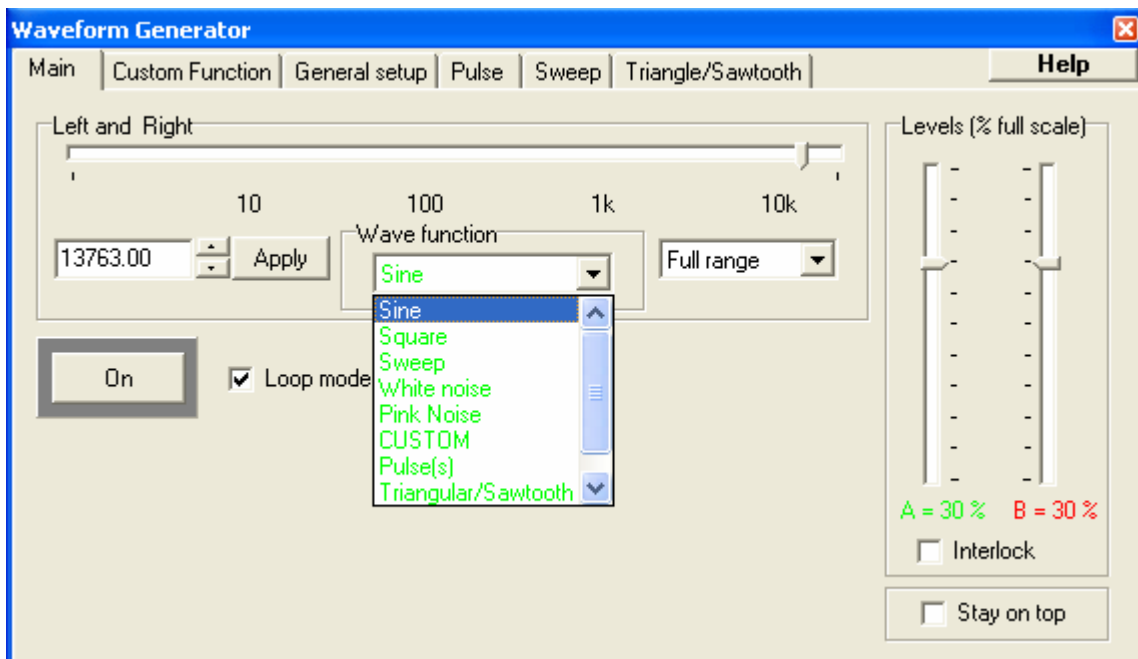 Waveform Generator
Main
Custom Function
General setup
Pulse
Sweep
Triangle/Sawtooth
Help
Left and Right
10 100 1k 10k
13763.00
Apply
Wave function
Sine
Full range
Sine
Square
Sweep
White noise
Pink Noise
CUSTOM
Pulse(s)
Triangular/Sawtooth
On
Loop mode
Levels (% full scale)
A = 30 % B = 30 %
Interlock
Stay on top